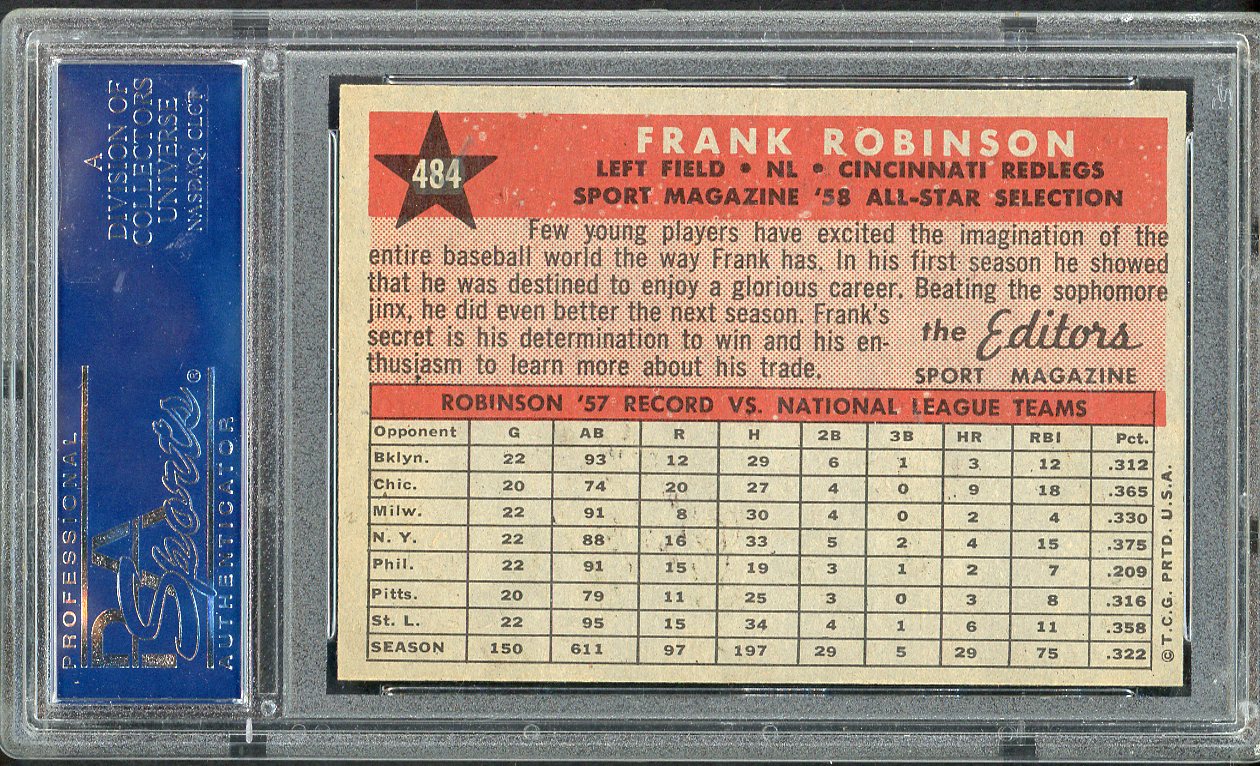 A
DIVISION OF
COLLECTORS
UNIVERSE
NASDAQ: CLCT
PROFESSIONAL
PSA
Sports®
AUTHENTICATOR
484
FRANK ROBINSON
LEFT FIELD • NL • CINCINNATI REDLEGS
SPORT MAGAZINE '58 ALL-STAR SELECTION
Few young players have excited the imagination of the
entire baseball world the way Frank has. In his first season he showed
that he was destined to enjoy a glorious career. Beating the sophomore
jinx, he did even better the next season. Frank's
secret is his determination to win and his en-
thusiasm to learn more about his trade.
the Editors
SPORT MAGAZINE
ROBINSON '57 RECORD VS. NATIONAL LEAGUE TEAMS
Opponent G AB R H 2B 3B HR RBI Pct.
Bklyn. 22 93 12 29 6 1 3 12 .312
Chic. 20 74 20 27 4 0 9 18 .365
Milw. 22 91 8 30 4 0 2 4 .330
N. Y. 22 88 16 33 5 2 4 15 .375
Phil. 22 91 15 19 3 1 2 7 .209
Pitts. 20 79 11 25 3 0 3 8 .316
St. L. 22 95 15 34 4 1 6 11 .358
SEASON 150 611 97 197 29 5 29 75 .322
© T.C.G. PRTD. U.S.A.